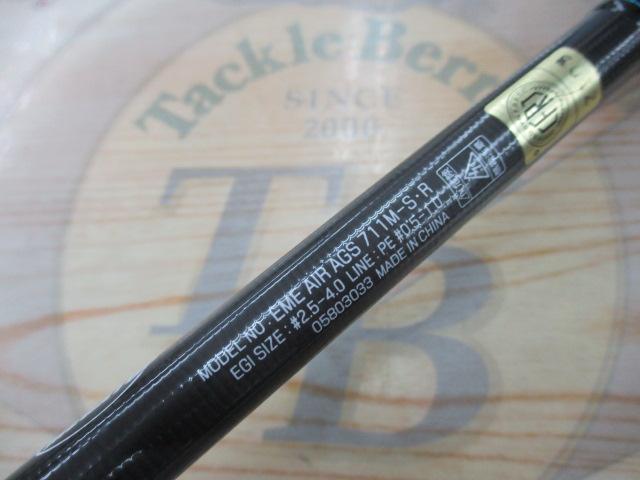 Tackle Berr
SINCE
2000
TB
MODEL NO. EME AIR AGS 711M-S・R
EGI SIZE : #2.5-4.0 LINE : PE #0.5-1.0
05803033 MADE IN CHINA